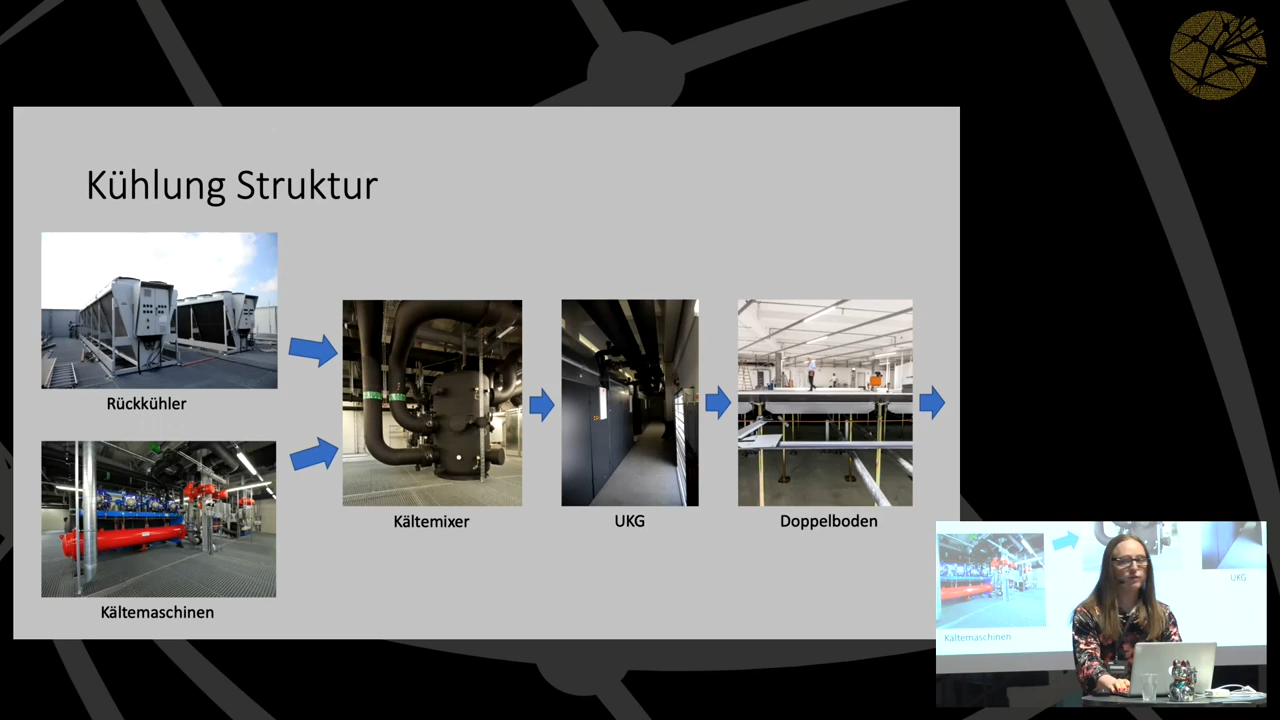 Kühlung Struktur
Rückkühler
Kältemixer
UKG
Doppelboden
Kältemaschinen
UKG
Kältemaschinen